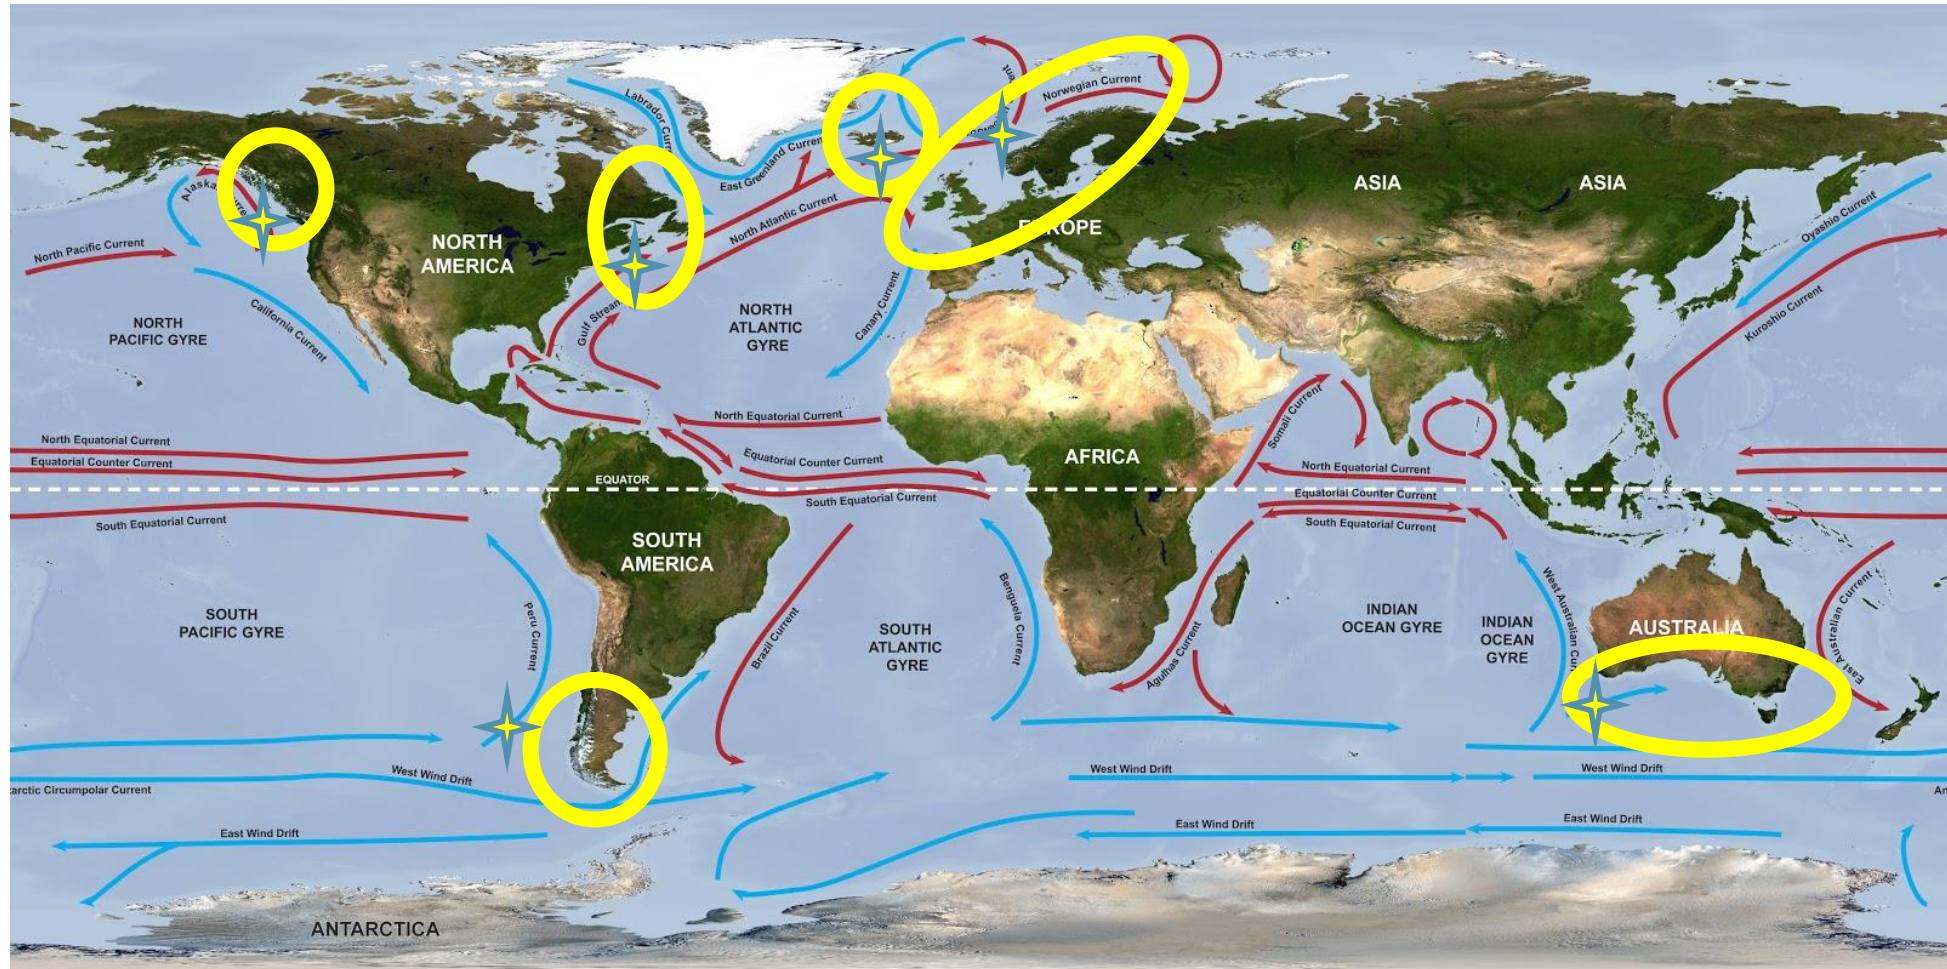 Labrador
East Greenland
Norwegian Current
North Atlantic Current
NORTH
AMERICA
ASIA
ASIA
Oyashio Current
North Pacific Current
NORTH
PACIFIC GYRE
California Current
Gulf Stream
NORTH
ATLANTIC
GYRE
Canary Current
Kuroshio Current
North Equatorial Current
North Equatorial Current
Equatorial Counter Current
Equatorial Counter Current
EQUATOR
South Equatorial Current
South Equatorial Current
AFRICA
Somali Current
North Equatorial Current
Equatorial Counter Current
South Equatorial Current
SOUTH
AMERICA
SOUTH
PACIFIC GYRE
Peru Current
Brazil Current
SOUTH
ATLANTIC
GYRE
Benguela Current
Agulhas Current
INDIAN
OCEAN GYRE
INDIAN
OCEAN
GYRE
West Australian
AUSTRALIA
East Australian Current
West Wind Drift
Circumpolar Current
West Wind Drift
West Wind Drift
East Wind Drift
East Wind Drift
East Wind Drift
ANTARCTICA